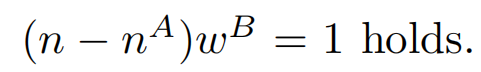 (n − n^A)w^B = 1 holds.